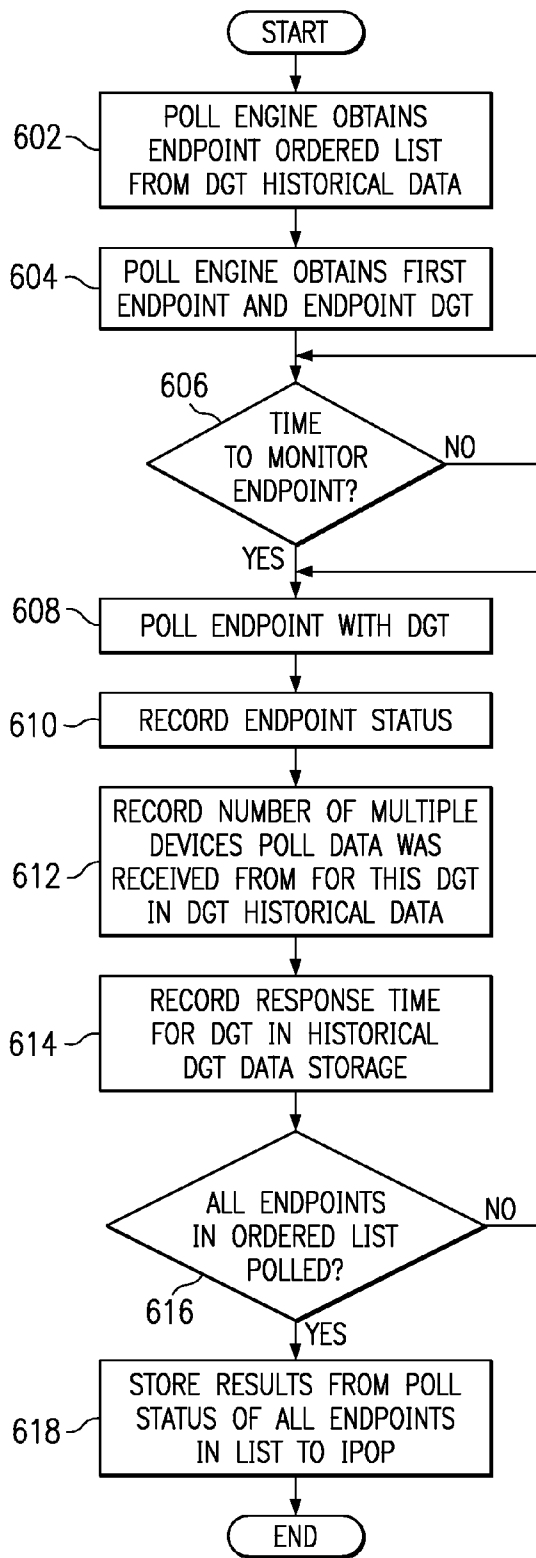 START
602
POLL ENGINE OBTAINS
ENDPOINT ORDERED LIST
FROM DGT HISTORICAL DATA
604
POLL ENGINE OBTAINS FIRST
ENDPOINT AND ENDPOINT DGT
606
TIME
TO MONITOR
ENDPOINT?
NO
YES
608
POLL ENDPOINT WITH DGT
610
RECORD ENDPOINT STATUS
612
RECORD NUMBER OF MULTIPLE
DEVICES POLL DATA WAS
RECEIVED FROM FOR THIS DGT
IN DGT HISTORICAL DATA
614
RECORD RESPONSE TIME
FOR DGT IN HISTORICAL
DGT DATA STORAGE
ALL ENDPOINTS
IN ORDERED LIST
POLLED?
NO
616
YES
618
STORE RESULTS FROM POLL
STATUS OF ALL ENDPOINTS
IN LIST TO IPOP
END